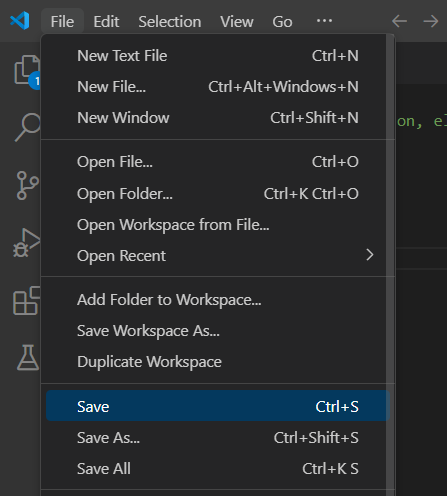 File Edit Selection View Go ...
1
New Text File Ctrl+N
New File... Ctrl+Alt+Windows+N
New Window Ctrl+Shift+N
on, el
Open File... Ctrl+O
Open Folder... Ctrl+K Ctrl+O
Open Workspace from File...
Open Recent
Add Folder to Workspace...
Save Workspace As...
Duplicate Workspace
Save Ctrl+S
Save As... Ctrl+Shift+S
Save All Ctrl+K S